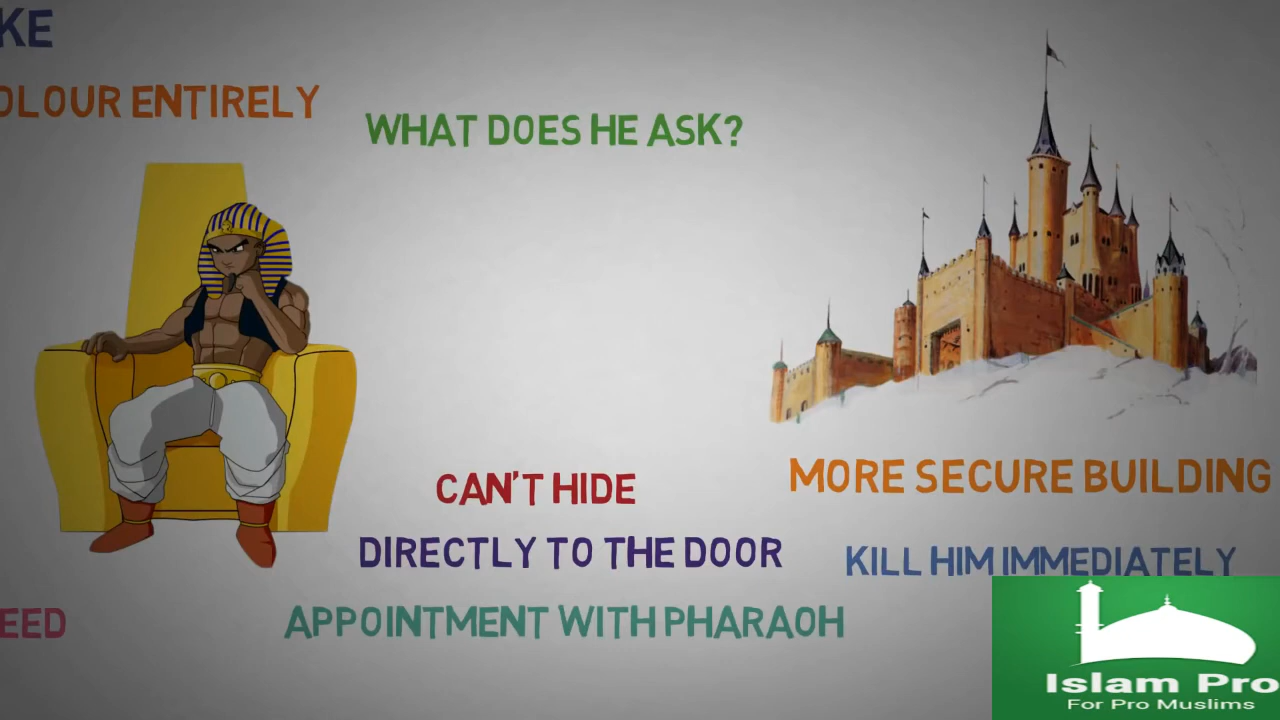 KE
OLOUR ENTIRELY
WHAT DOES HE ASK?
CAN'T HIDE
MORE SECURE BUILDING
DIRECTLY TO THE DOOR
KILL HIM IMMEDIATELY
EED
APPOINTMENT WITH PHARAOH
Islam Pro
For Pro Muslims